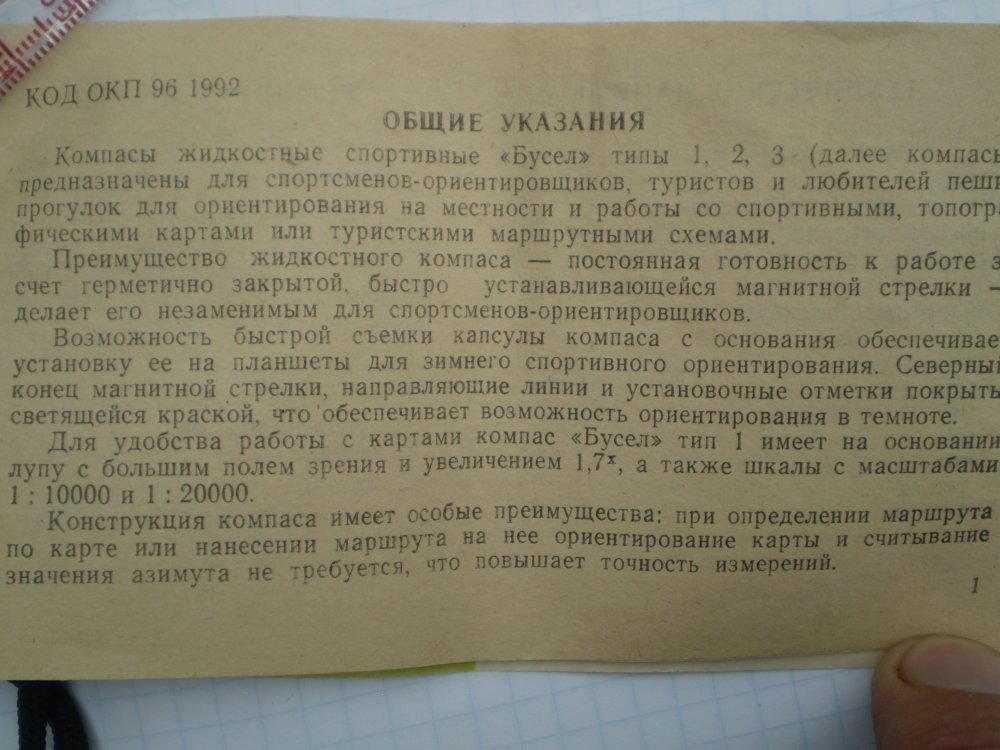 КОД ОКП 96 1992
ОБЩИЕ УКАЗАНИЯ
Компасы жидкостные спортивные «Бусел» типы 1, 2, 3 (далее компасы
предназначены для спортсменов-ориентировщиков, туристов и любителей пеши
прогулок для ориентирования на местности и работы со спортивными, топогра
фическими картами или туристскими маршрутными схемами.
Преимущество жидкостного компаса — постоянная готовность к работе з
счет герметично закрытой, быстро устанавливающейся магнитной стрелки —
делает его незаменимым для спортсменов-ориентировщиков.
Возможность быстрой съемки капсулы компаса с основания обеспечивае
установку ее на планшеты для зимнего спортивного ориентирования. Северный
конец магнитной стрелки, направляющие линии и установочные отметки покрыты
светящейся краской, что обеспечивает возможность ориентирования в темноте.
Для удобства работы с картами компас «Бусел» тип 1 имеет на основании
лупу с большим полем зрения и увеличением 1,7ˣ, а также шкалы с масштабами
1 : 10000 и 1 : 20000.
Конструкция компаса имеет особые преимущества: при определении маршрута
по карте или нанесении маршрута на нее ориентирование карты и считывание
значения азимута не требуется, что повышает точность измерений.
1